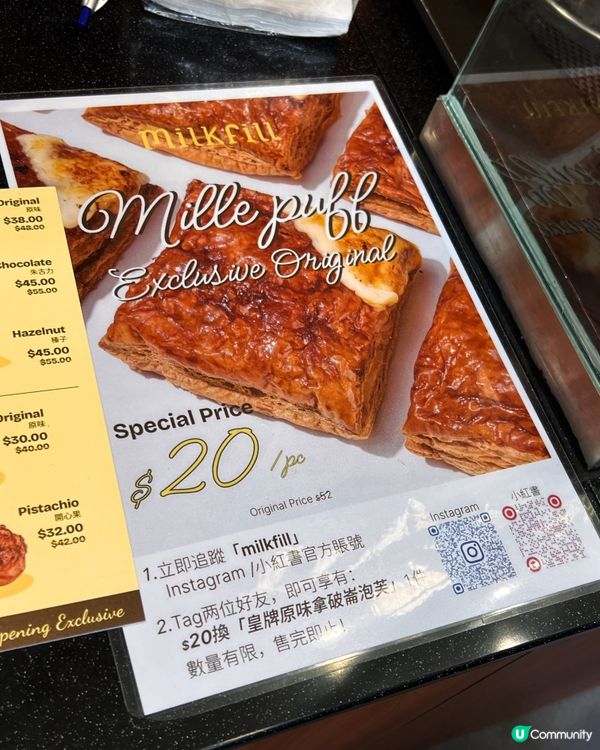 milkfill
Mille puff
Exclusive Original
Special Price
$20/pc
Original Price $52
1.立即追蹤「milkfill」
Instagram /小紅書官方賬號
2.Tag两位好友，即可享有：
$20換「皇牌原味拿破崙泡芙」1件
數量有限，售完即止！
Instagram
小紅書
Original
原味
$38.00
$48.00
Chocolate
朱古力
$45.00
$55.00
Hazelnut
榛子
$45.00
$55.00
Original
原味
$30.00
$40.00
Pistachio
開心果
$32.00
$42.00
pening Exclusive
U Community